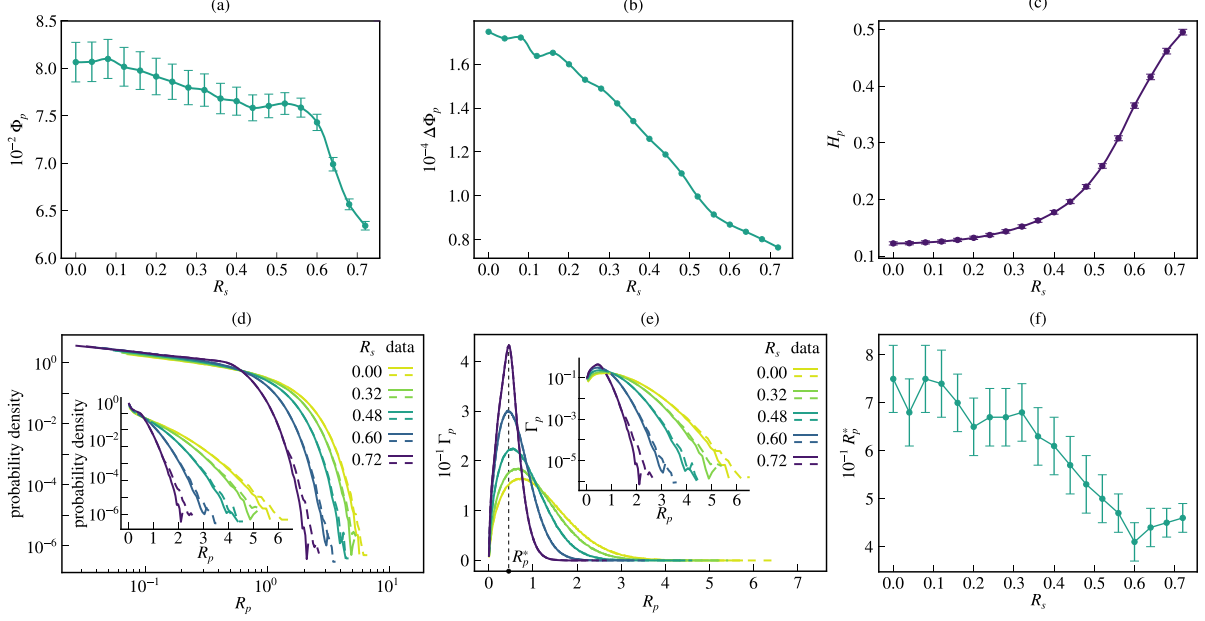 (a)
10⁻² Φₚ
8.5
8.0
7.5
7.0
6.5
6.0
0.0 0.1 0.2 0.3 0.4 0.5 0.6 0.7
Rₛ
(b)
10⁻⁴ ΔΦₚ
1.6
1.4
1.2
1.0
0.8
0.0 0.1 0.2 0.3 0.4 0.5 0.6 0.7
Rₛ
(c)
Hₚ
0.5
0.4
0.3
0.2
0.1
0.0 0.1 0.2 0.3 0.4 0.5 0.6 0.7
Rₛ
(d)
probability density
10⁰
10⁻²
10⁻⁴
10⁻⁶
10⁻¹ 10⁰ 10¹
Rₚ
Rₛ data
0.00
0.32
0.48
0.60
0.72
probability density
10⁰
10⁻²
10⁻⁴
10⁻⁶
0 1 2 3 4 5 6
Rₚ
(e)
10⁻¹ Γₚ
4
3
2
1
0
0 1 2 3 4 5 6 7
Rₚ
Rₚ*
Rₛ data
0.00
0.32
0.48
0.60
0.72
Γₚ
10⁻¹
10⁻³
10⁻⁵
0 1 2 3 4 5 6
Rₚ
(f)
10⁻¹ Rₚ*
8
7
6
5
4
0.0 0.1 0.2 0.3 0.4 0.5 0.6 0.7
Rₛ